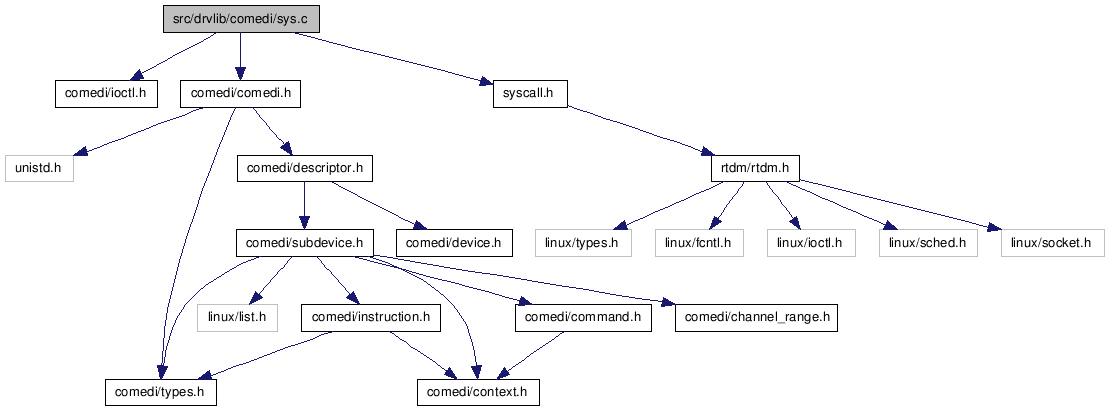 src/drvlib/comedi/sys.c
comedi/ioctl.h
comedi/comedi.h
syscall.h
unistd.h
comedi/descriptor.h
rtdm/rtdm.h
comedi/subdevice.h
comedi/device.h
linux/types.h
linux/fcntl.h
linux/ioctl.h
linux/sched.h
linux/socket.h
linux/list.h
comedi/instruction.h
comedi/command.h
comedi/channel_range.h
comedi/types.h
comedi/context.h